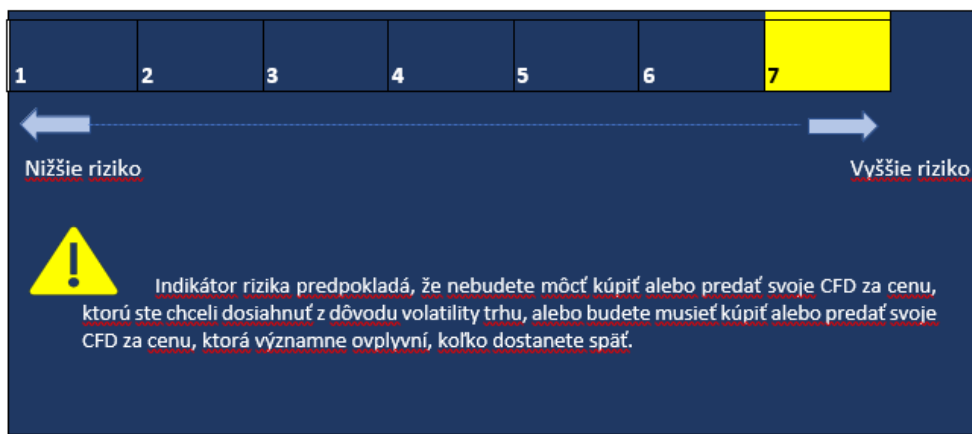 1 2 3 4 5 6 7
Nižšie riziko Vyššie riziko
Indikátor rizika predpokladá, že nebudete môcť kúpiť alebo predať svoje CFD za cenu,
ktorú ste chceli dosiahnuť z dôvodu volatility trhu, alebo budete musieť kúpiť alebo predať svoje
CFD za cenu, ktorá významne ovplyvní, koľko dostanete späť.